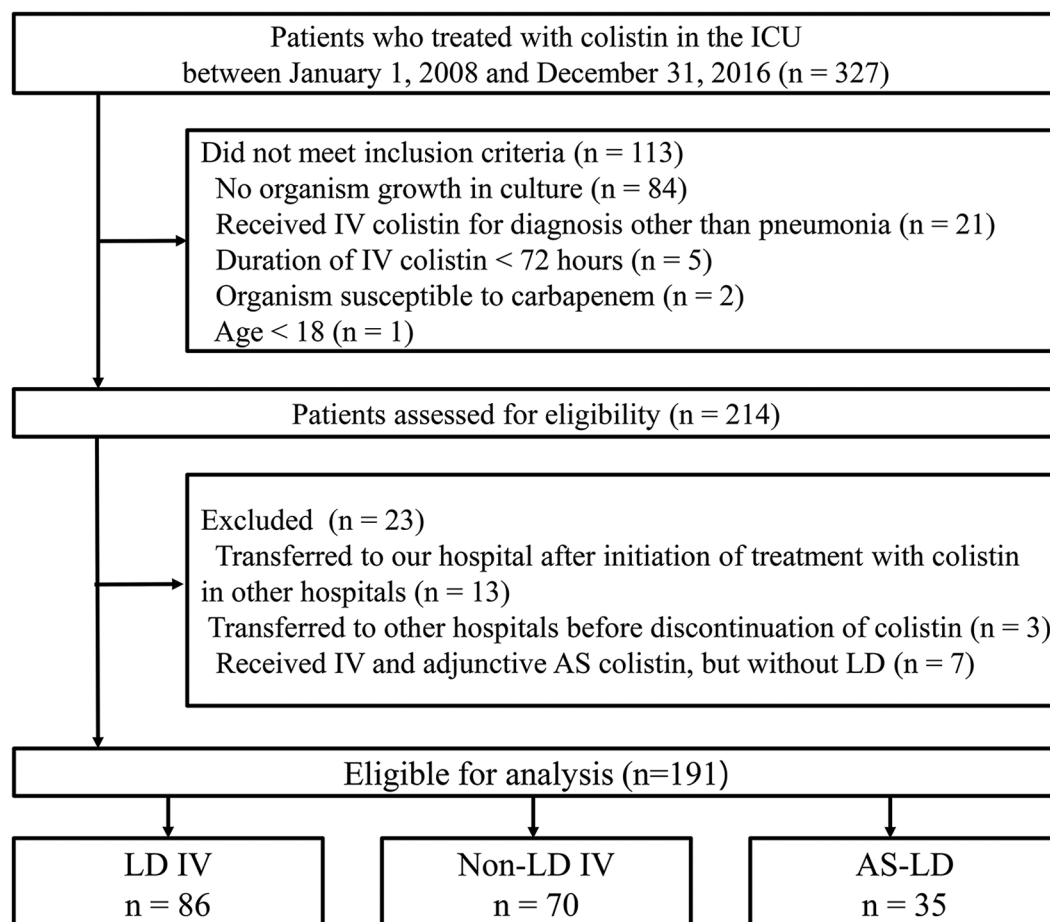 Patients who treated with colistin in the ICU
between January 1, 2008 and December 31, 2016 (n = 327)
Did not meet inclusion criteria (n = 113)
No organism growth in culture (n = 84)
Received IV colistin for diagnosis other than pneumonia (n = 21)
Duration of IV colistin < 72 hours (n = 5)
Organism susceptible to carbapenem (n = 2)
Age < 18 (n = 1)
Patients assessed for eligibility (n = 214)
Excluded (n = 23)
Transferred to our hospital after initiation of treatment with colistin
in other hospitals (n = 13)
Transferred to other hospitals before discontinuation of colistin (n = 3)
Received IV and adjunctive AS colistin, but without LD (n = 7)
Eligible for analysis (n=191)
LD IV
n = 86
Non-LD IV
n = 70
AS-LD
n = 35